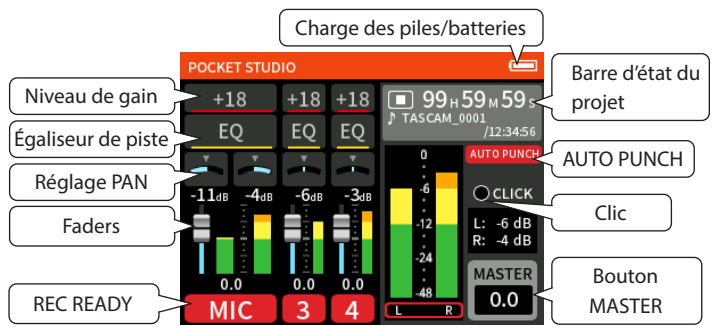 Charge des piles/batteries
POCKET STUDIO
Niveau de gain
+18 +18 +18
99H59M59s
TASCAM_0001
/12:34:56
Barre d'état du
projet
Égaliseur de piste
EQ EQ EQ
Réglage PAN
0 AUTO PUNCH
AUTO PUNCH
-11dB -4dB -6dB -3dB
-6 CLICK
Clic
Faders
-12 L: -6 dB
R: -4 dB
-24
MASTER
Bouton
MASTER
0.0 0.0 0.0
-48 0.0
REC READY
MIC 3 4
L R